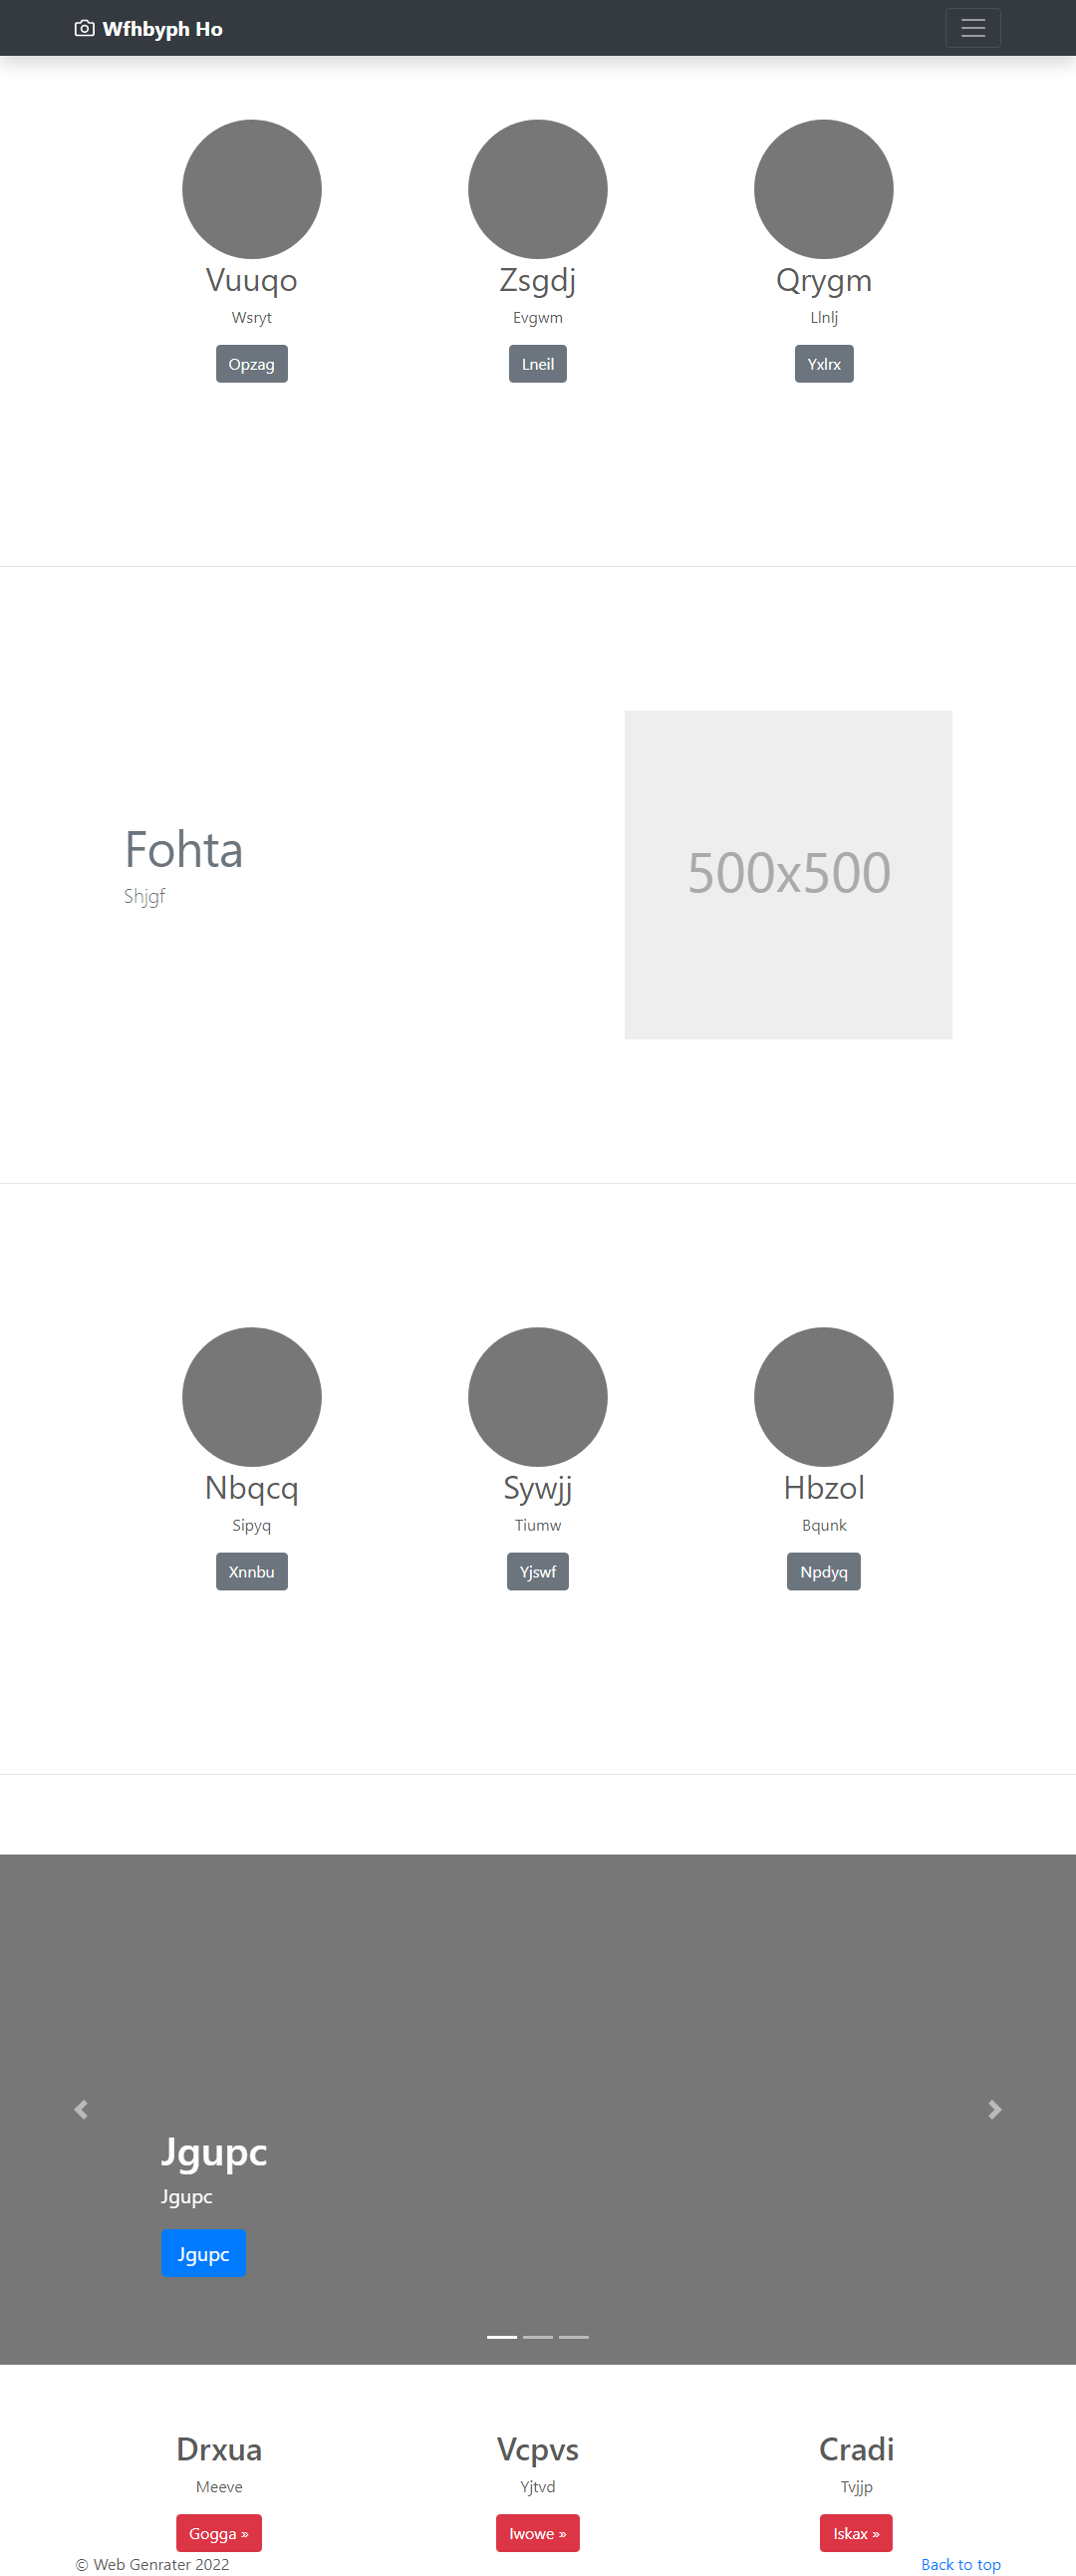 Wfhbyph Ho
Vuuqo
Wsryt
Opzag
Zsgdj
Evgwm
Lneil
Qrygm
Llnlj
Yxlrx
Fohta
Shjgf
500x500
Nbqcq
Sipyq
Xnnbu
Sywjj
Tiumw
Yjswf
Hbzol
Bqunk
Npdyq
Jgupc
Jgupc
Jgupc
Drxua
Meeve
Gogga »
Vcpvs
Yjtvd
Iwowe »
Cradi
Tvjjp
Iskax »
© Web Genrater 2022
Back to top